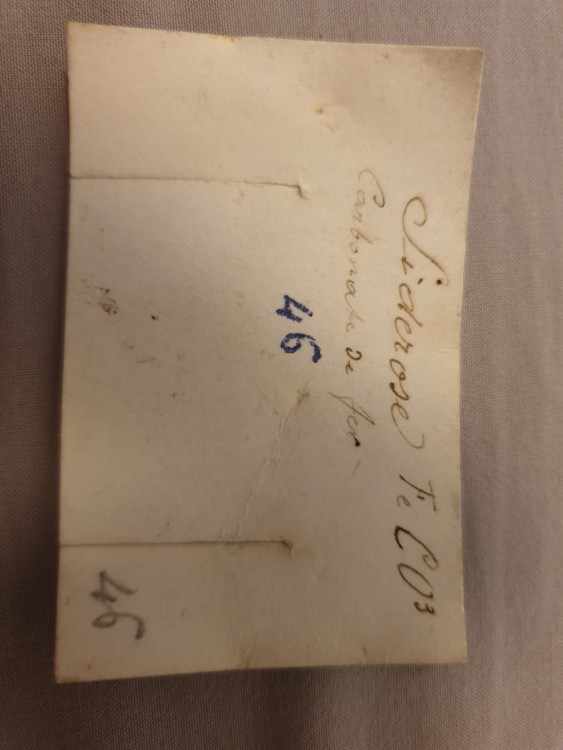 Siderose Fe CO³
Carbonate de fer
46
46